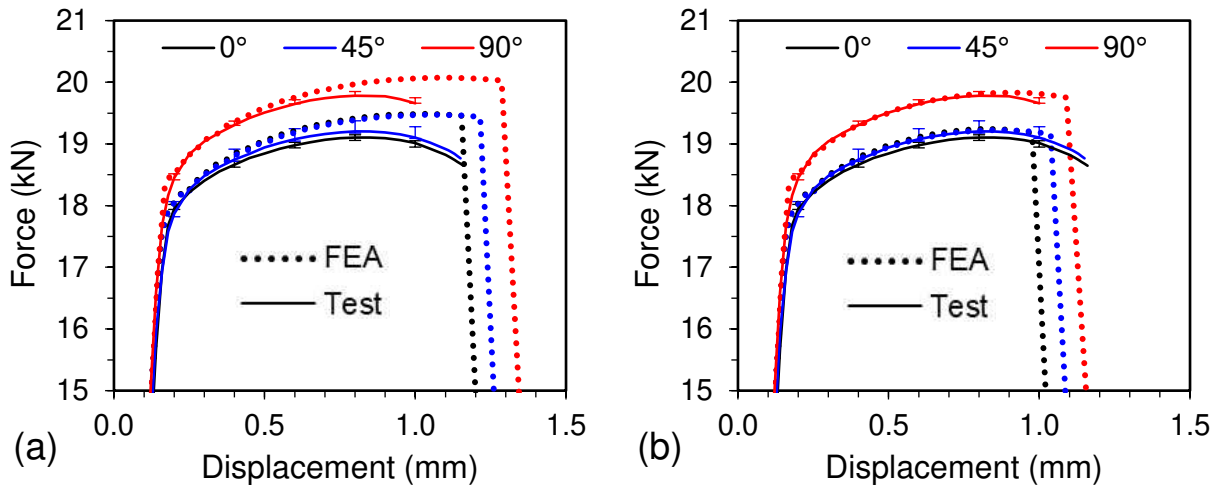 21
20
19
18
17
16
15
Force (kN)
0° 45° 90°
FEA
Test
0.0 0.5 1.0 1.5
Displacement (mm)
(a)
21
20
19
18
17
16
15
Force (kN)
0° 45° 90°
FEA
Test
0.0 0.5 1.0 1.5
Displacement (mm)
(b)